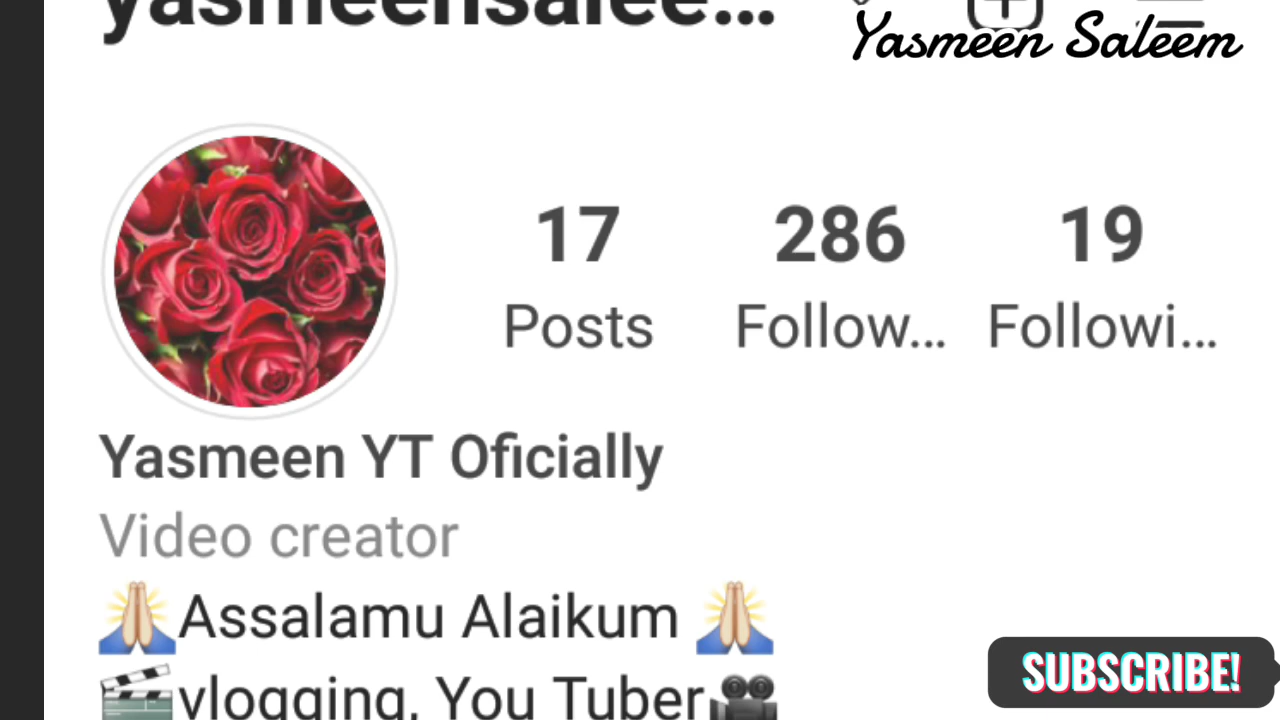 yasmeensalee...
Yasmeen Saleem
17 286 19
Posts Follow... Followi...
Yasmeen YT Oficially
Video creator
🙏Assalamu Alaikum 🙏
🎬vlogging, You Tuber🎥
SUBSCRIBE!